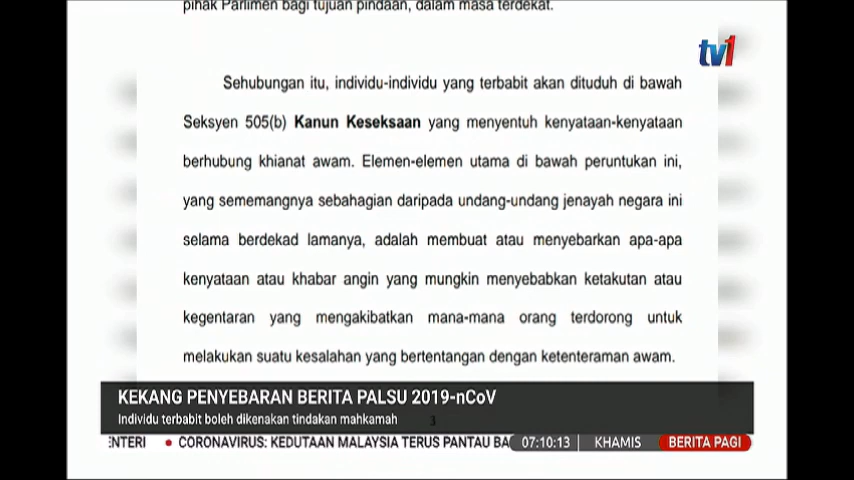 pihak Parlimen bagi tujuan pindaan, dalam masa terdekat.
tv1
Sehubungan itu, individu-individu yang terbabit akan dituduh di bawah
Seksyen 505(b) Kanun Keseksaan yang menyentuh kenyataan-kenyataan
berhubung khianat awam. Elemen-elemen utama di bawah peruntukan ini,
yang sememangnya sebahagian daripada undang-undang jenayah negara ini
selama berdekad lamanya, adalah membuat atau menyebarkan apa-apa
kenyataan atau khabar angin yang mungkin menyebabkan ketakutan atau
kegentaran yang mengakibatkan mana-mana orang terdorong untuk
melakukan suatu kesalahan yang bertentangan dengan ketenteraman awam.
KEKANG PENYEBARAN BERITA PALSU 2019-nCoV
Individu terbabit boleh dikenakan tindakan mahkamah
3
ENTERI • CORONAVIRUS: KEDUTAAN MALAYSIA TERUS PANTAU BA 07:10:13 KHAMIS BERITA PAGI